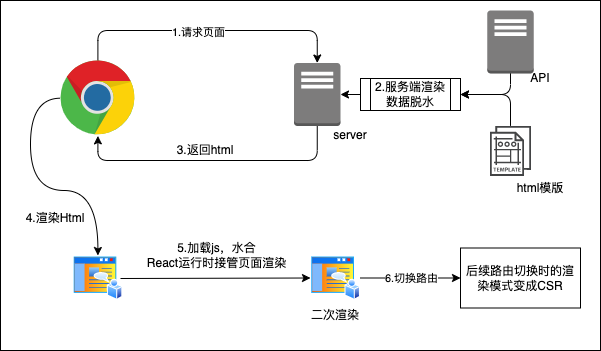 1.请求页面
API
2.服务端渲染
数据脱水
server
TEMPLATE
html模版
3.返回html
4.渲染Html
5.加载js，水合
React运行时接管页面渲染
二次渲染
6.切换路由
后续路由切换时的渲
染模式变成CSR